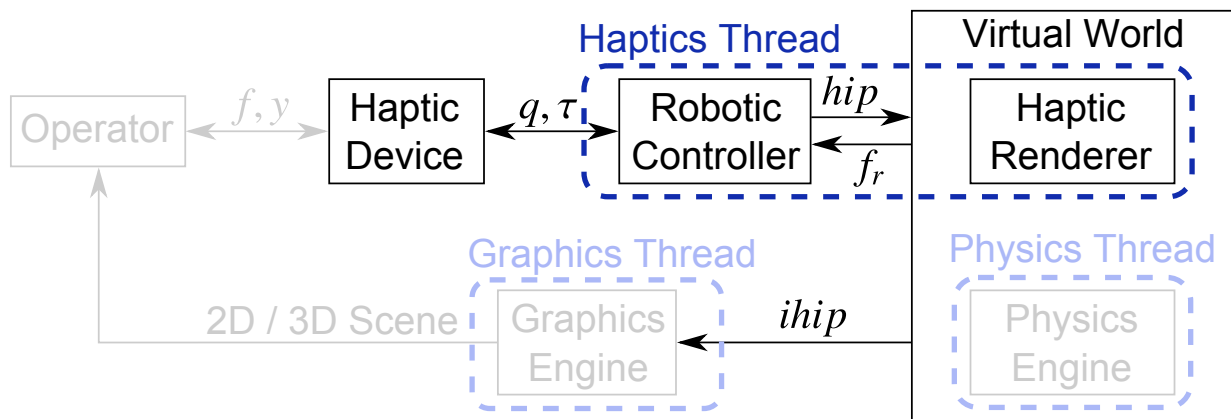 Haptics Thread
Virtual World
Operator
f, y
Haptic
Device
q, τ
Robotic
Controller
hip
f_r
Haptic
Renderer
Graphics Thread
Physics Thread
2D / 3D Scene
Graphics
Engine
ihip
Physics
Engine